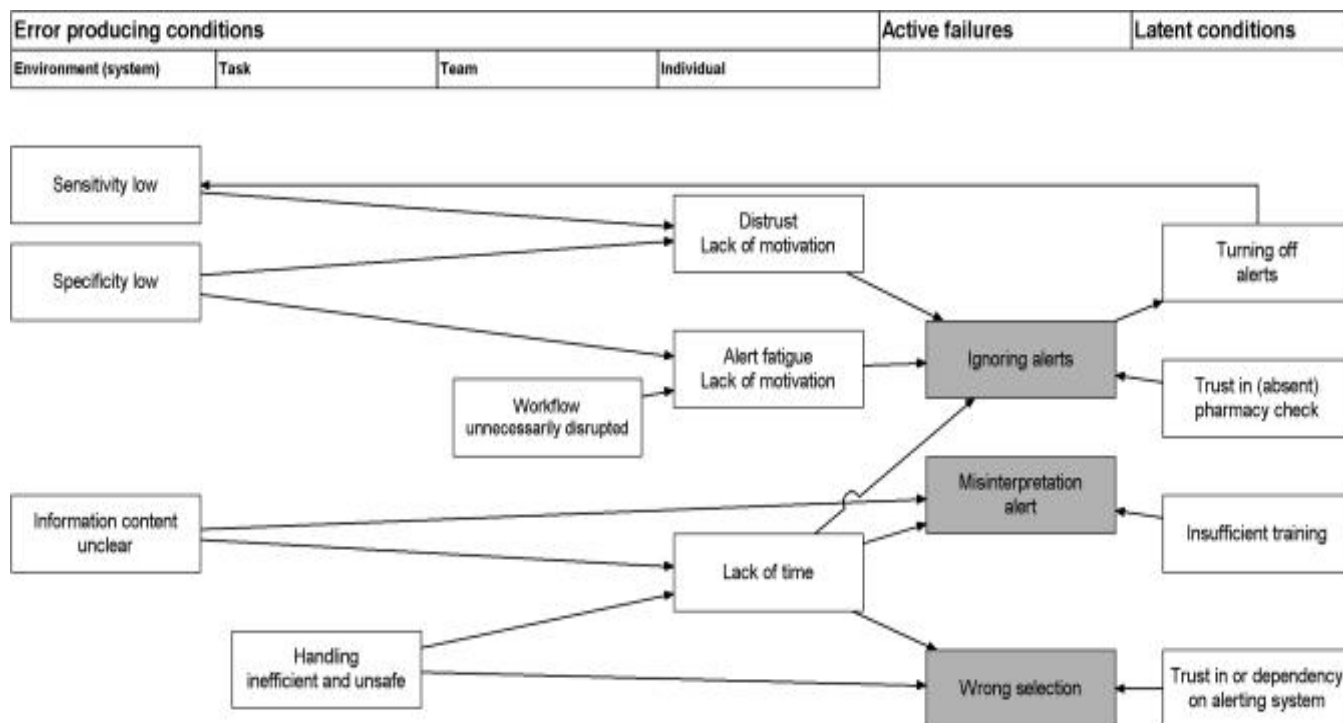 Error producing conditions
Active failures
Latent conditions
Environment (system)
Task
Team
Individual
Sensitivity low
Distrust
Lack of motivation
Turning off
alerts
Specificity low
Alert fatigue
Lack of motivation
Ignoring alerts
Trust in (absent)
pharmacy check
Workflow
unnecessarily disrupted
Misinterpretation
alert
Information content
unclear
Insufficient training
Lack of time
Handling
inefficient and unsafe
Wrong selection
Trust in or dependency
on alerting system